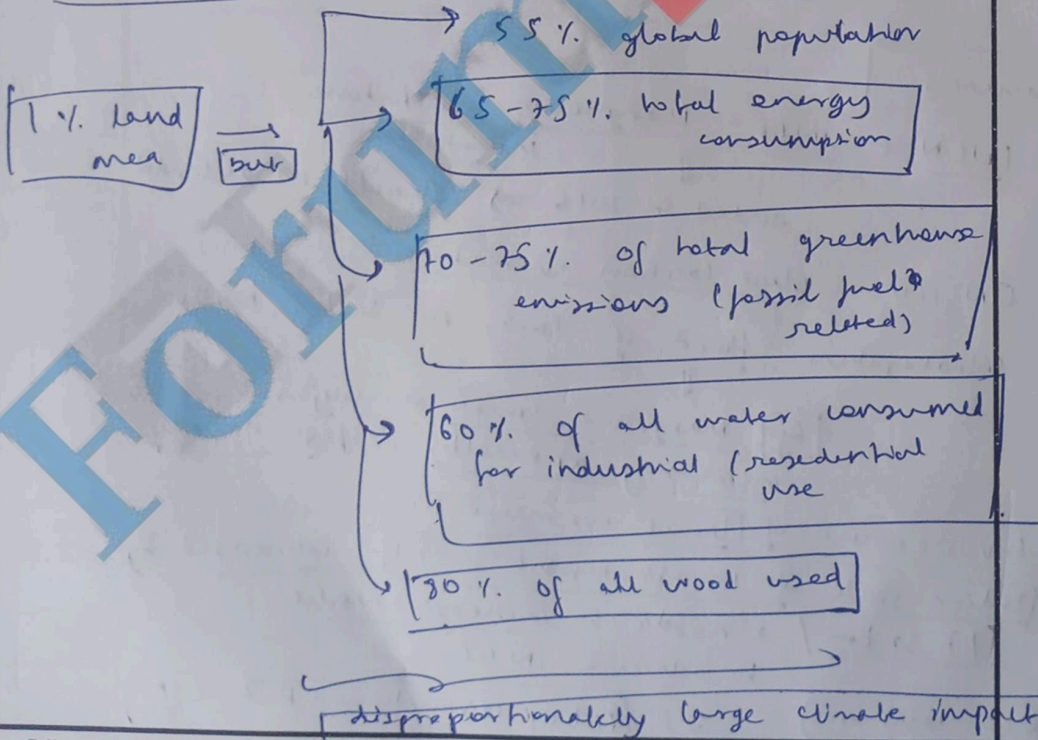 55 %. global population
1 %. land
area
but
65-75 %. total energy
consumption
70-75 %. of total greenhouse
emissions (fossil fuel
related)
60 %. of all water consumed
for industrial (resedential
use
80 %. of all wood used
disproportionately large climate impact
Forum